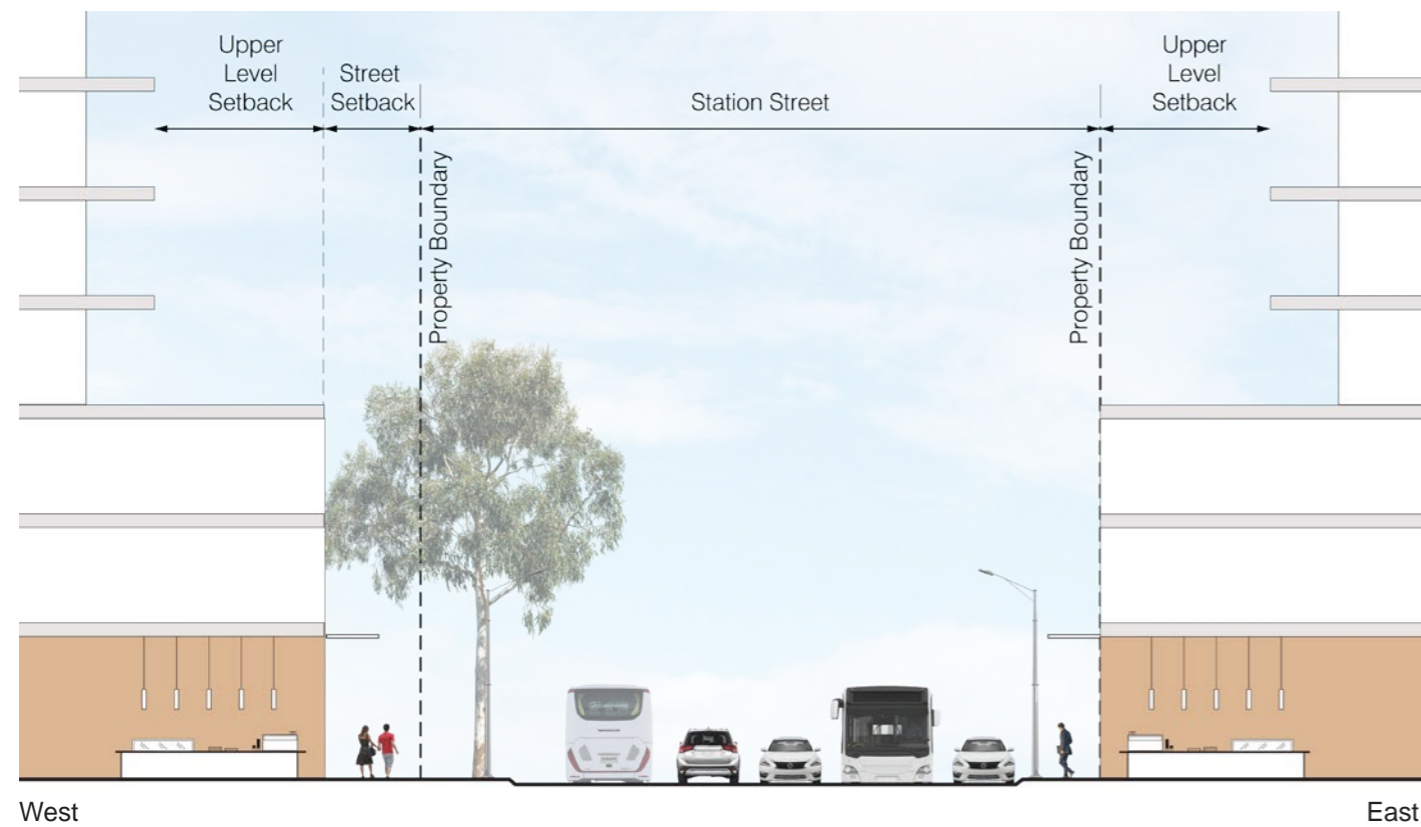 Upper
Level
Setback
Street
Setback
Station Street
Upper
Level
Setback
Property Boundary
Property Boundary
West
East